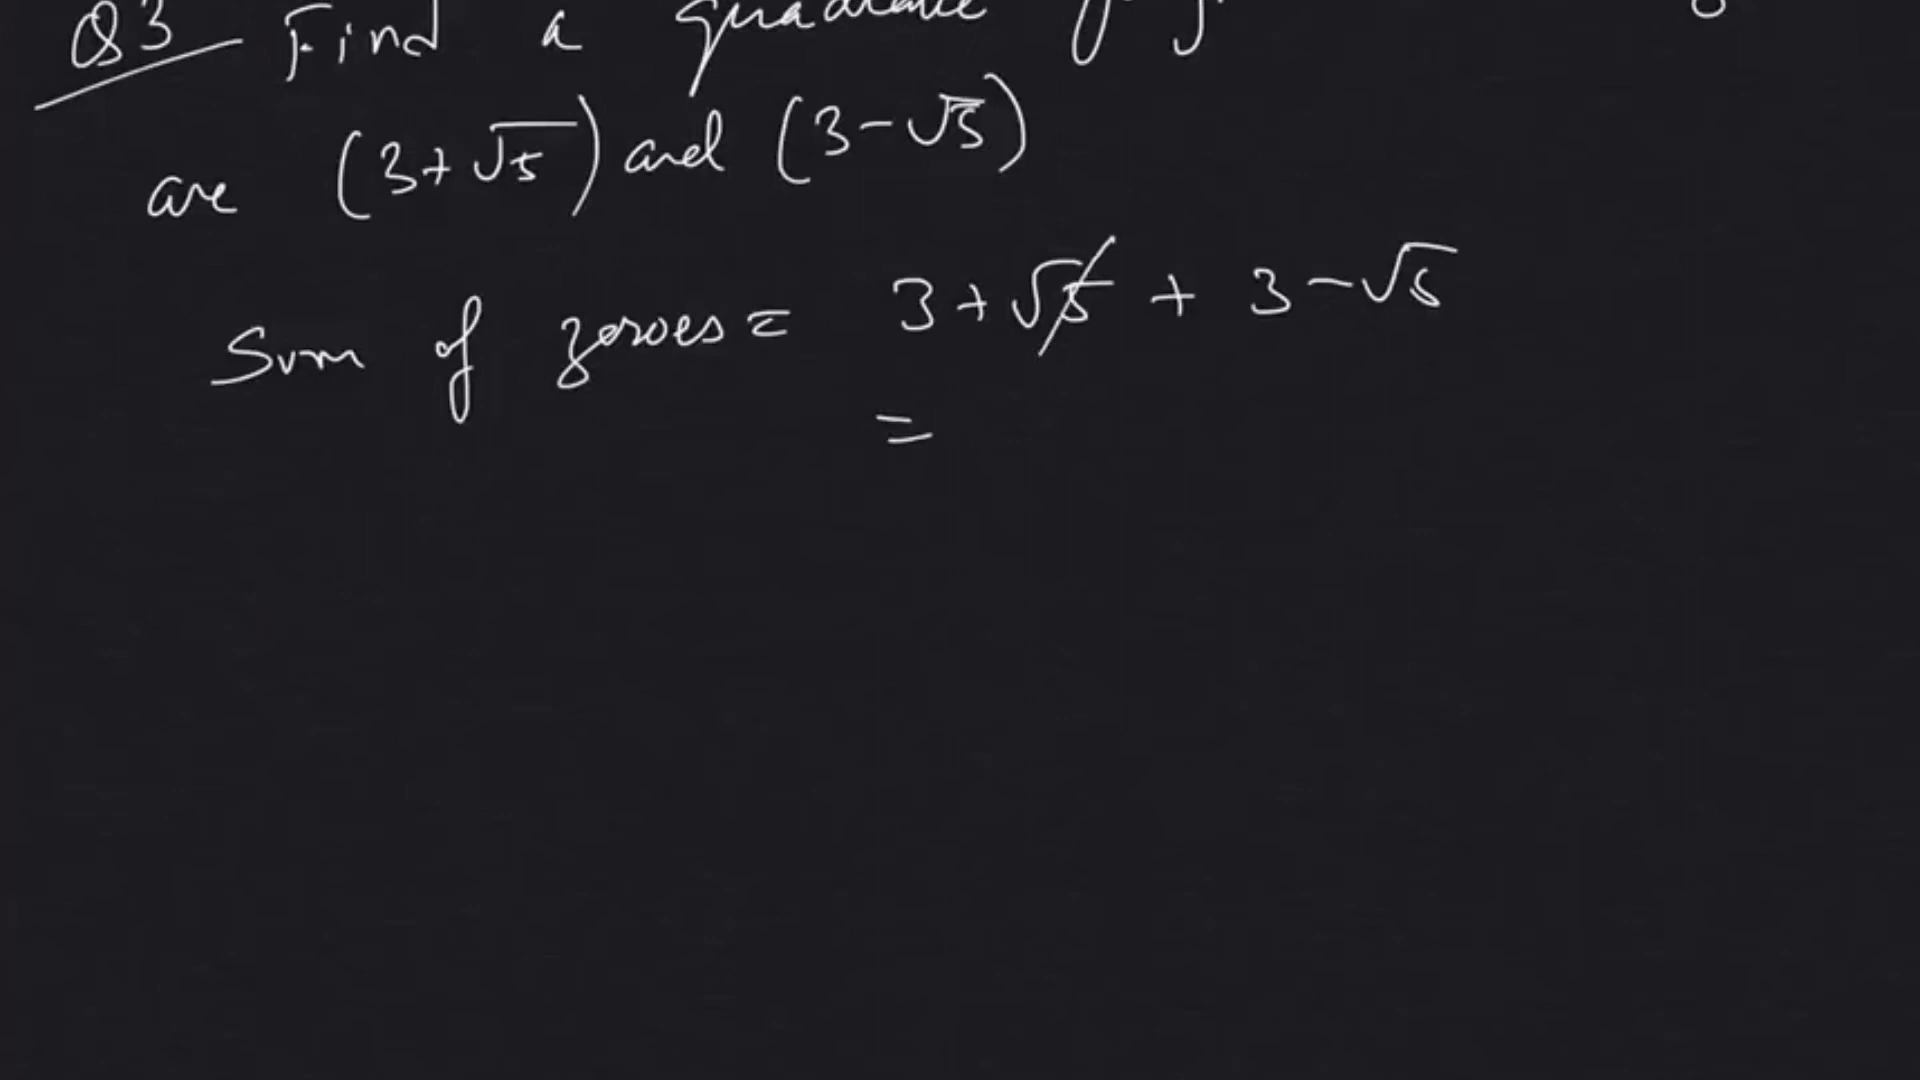 Q3 Find a quadratic
are (3+√5) and (3-√5)
Sum of zeroes = 3+√5 + 3-√5
=